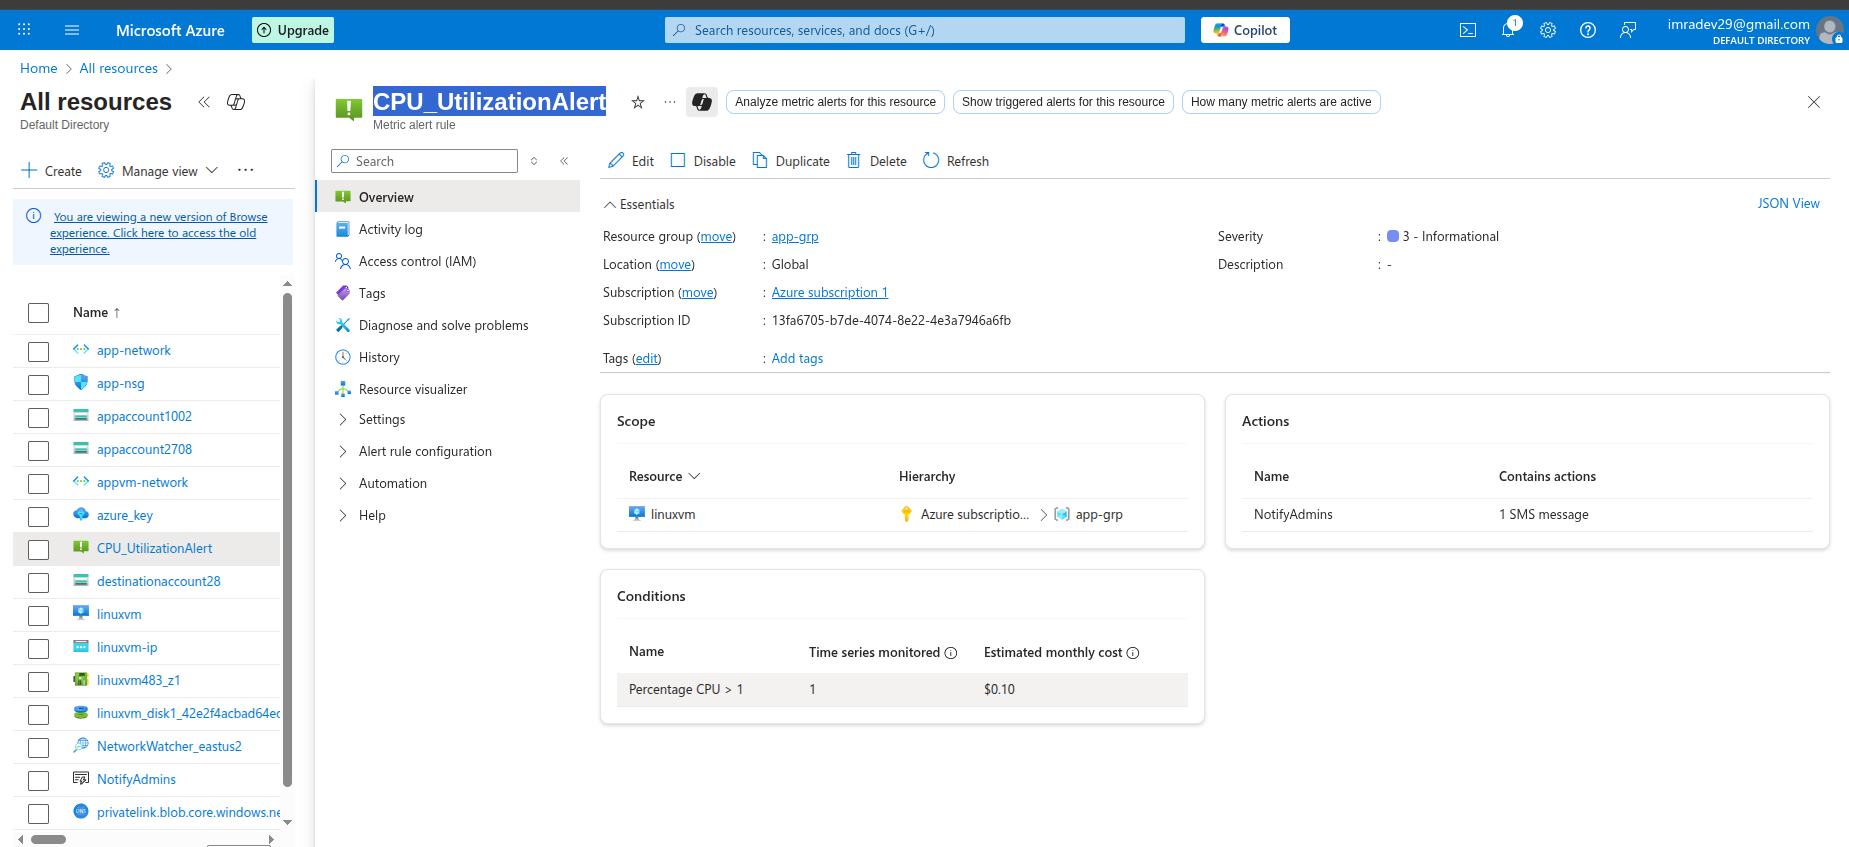 Microsoft Azure
Upgrade
Search resources, services, and docs (G+/)
Copilot
1
imradev29@gmail.com
DEFAULT DIRECTORY
Home
All resources
All resources
Default Directory
Create
Manage view
You are viewing a new version of Browse
experience. Click here to access the old
experience.
Name ↑
app-network
app-nsg
appaccount1002
appaccount2708
appvm-network
azure_key
CPU_UtilizationAlert
destinationaccount28
linuxvm
linuxvm-ip
linuxvm483_z1
linuxvm_disk1_42e2f4acbad64ec
NetworkWatcher_eastus2
NotifyAdmins
privatelink.blob.core.windows.ne
CPU_UtilizationAlert
Metric alert rule
Analyze metric alerts for this resource
Show triggered alerts for this resource
How many metric alerts are active
Search
Overview
Activity log
Access control (IAM)
Tags
Diagnose and solve problems
History
Resource visualizer
Settings
Alert rule configuration
Automation
Help
Edit
Disable
Duplicate
Delete
Refresh
Essentials
JSON View
Resource group (move) : app-grp
Location (move) : Global
Subscription (move) : Azure subscription 1
Subscription ID : 13fa6705-b7de-4074-8e22-4e3a7946a6fb
Tags (edit) : Add tags
Severity : 3 - Informational
Description : -
Scope
Resource Hierarchy
linuxvm Azure subscriptio... > app-grp
Actions
Name Contains actions
NotifyAdmins 1 SMS message
Conditions
Name Time series monitored Estimated monthly cost
Percentage CPU > 1 1 $0.10